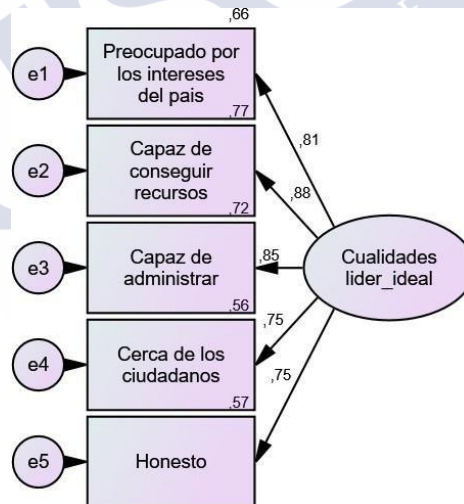 ,66
e1
Preocupado por
los intereses
del pais
,77
,81
e2
Capaz de
conseguir
recursos
,72
,88
e3
Capaz de
administrar
,56
,85
Cualidades
lider_ideal
e4
Cerca de los
ciudadanos
,57
,75
e5
Honesto
,75